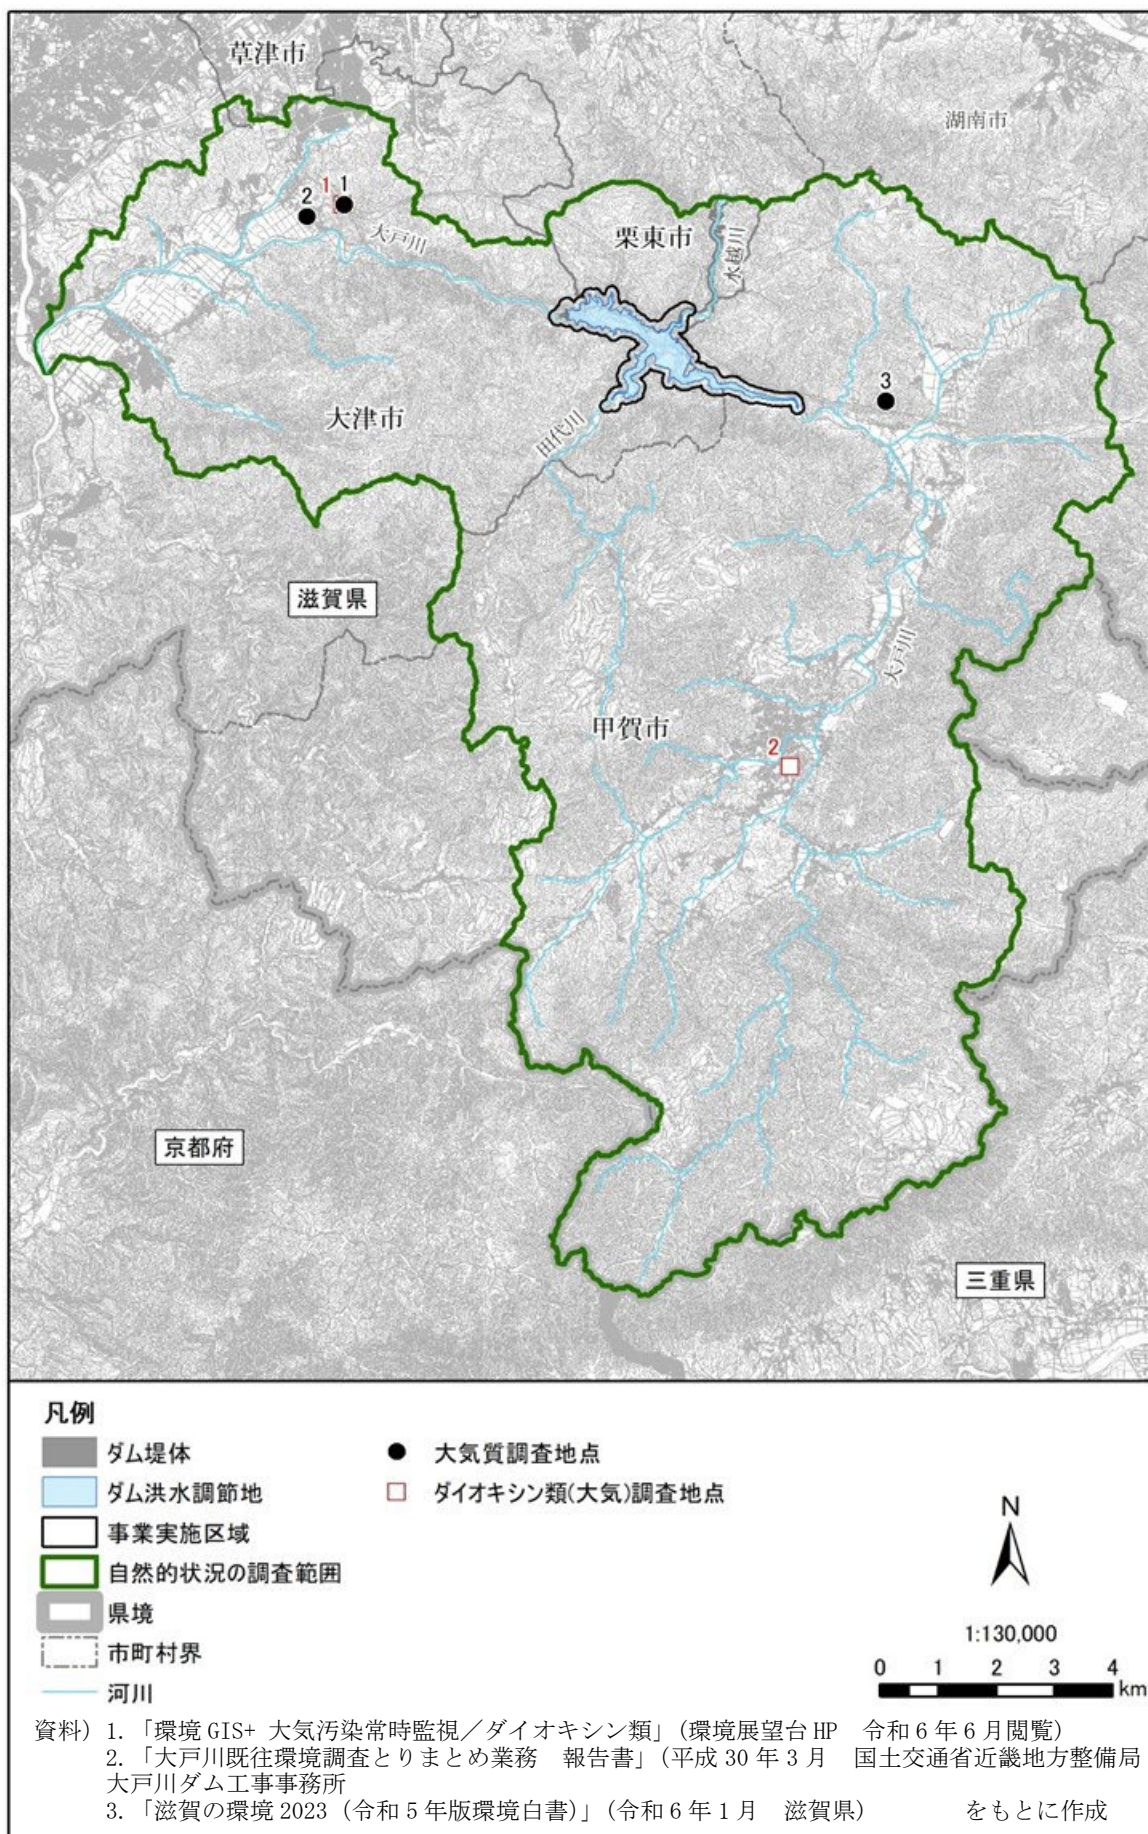 草津市
湖南市
1
1
2
栗東市
水越川
大戸川
3
大津市
田代川
滋賀県
大戸川
甲賀市
2
京都府
三重県
凡例
ダム堤体
ダム洪水調節地
事業実施区域
自然的状況の調査範囲
県境
市町村界
河川
大気質調査地点
ダイオキシン類(大気)調査地点
N
1:130,000
0 1 2 3 4
km
資料) 1. 「環境 GIS+ 大気汚染常時監視／ダイオキシン類」(環境展望台 HP 令和 6 年 6 月閲覧)
2. 「大戸川既往環境調査とりまとめ業務 報告書」(平成 30 年 3 月 国土交通省近畿地方整備局
大戸川ダム工事事務所
3. 「滋賀の環境 2023（令和 5 年版環境白書)」(令和 6 年 1 月 滋賀県) をもとに作成